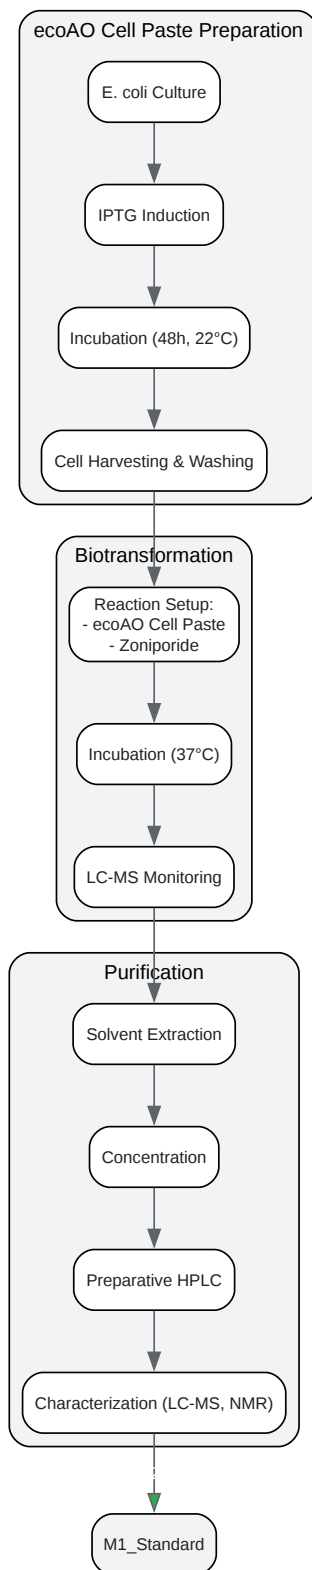 ecoAO Cell Paste Preparation
E. coli Culture
IPTG Induction
Incubation (48h, 22°C)
Cell Harvesting & Washing
Biotransformation
Reaction Setup:
- ecoAO Cell Paste
- Zoniporide
Incubation (37°C)
LC-MS Monitoring
Purification
Solvent Extraction
Concentration
Preparative HPLC
Characterization (LC-MS, NMR)
M1_Standard